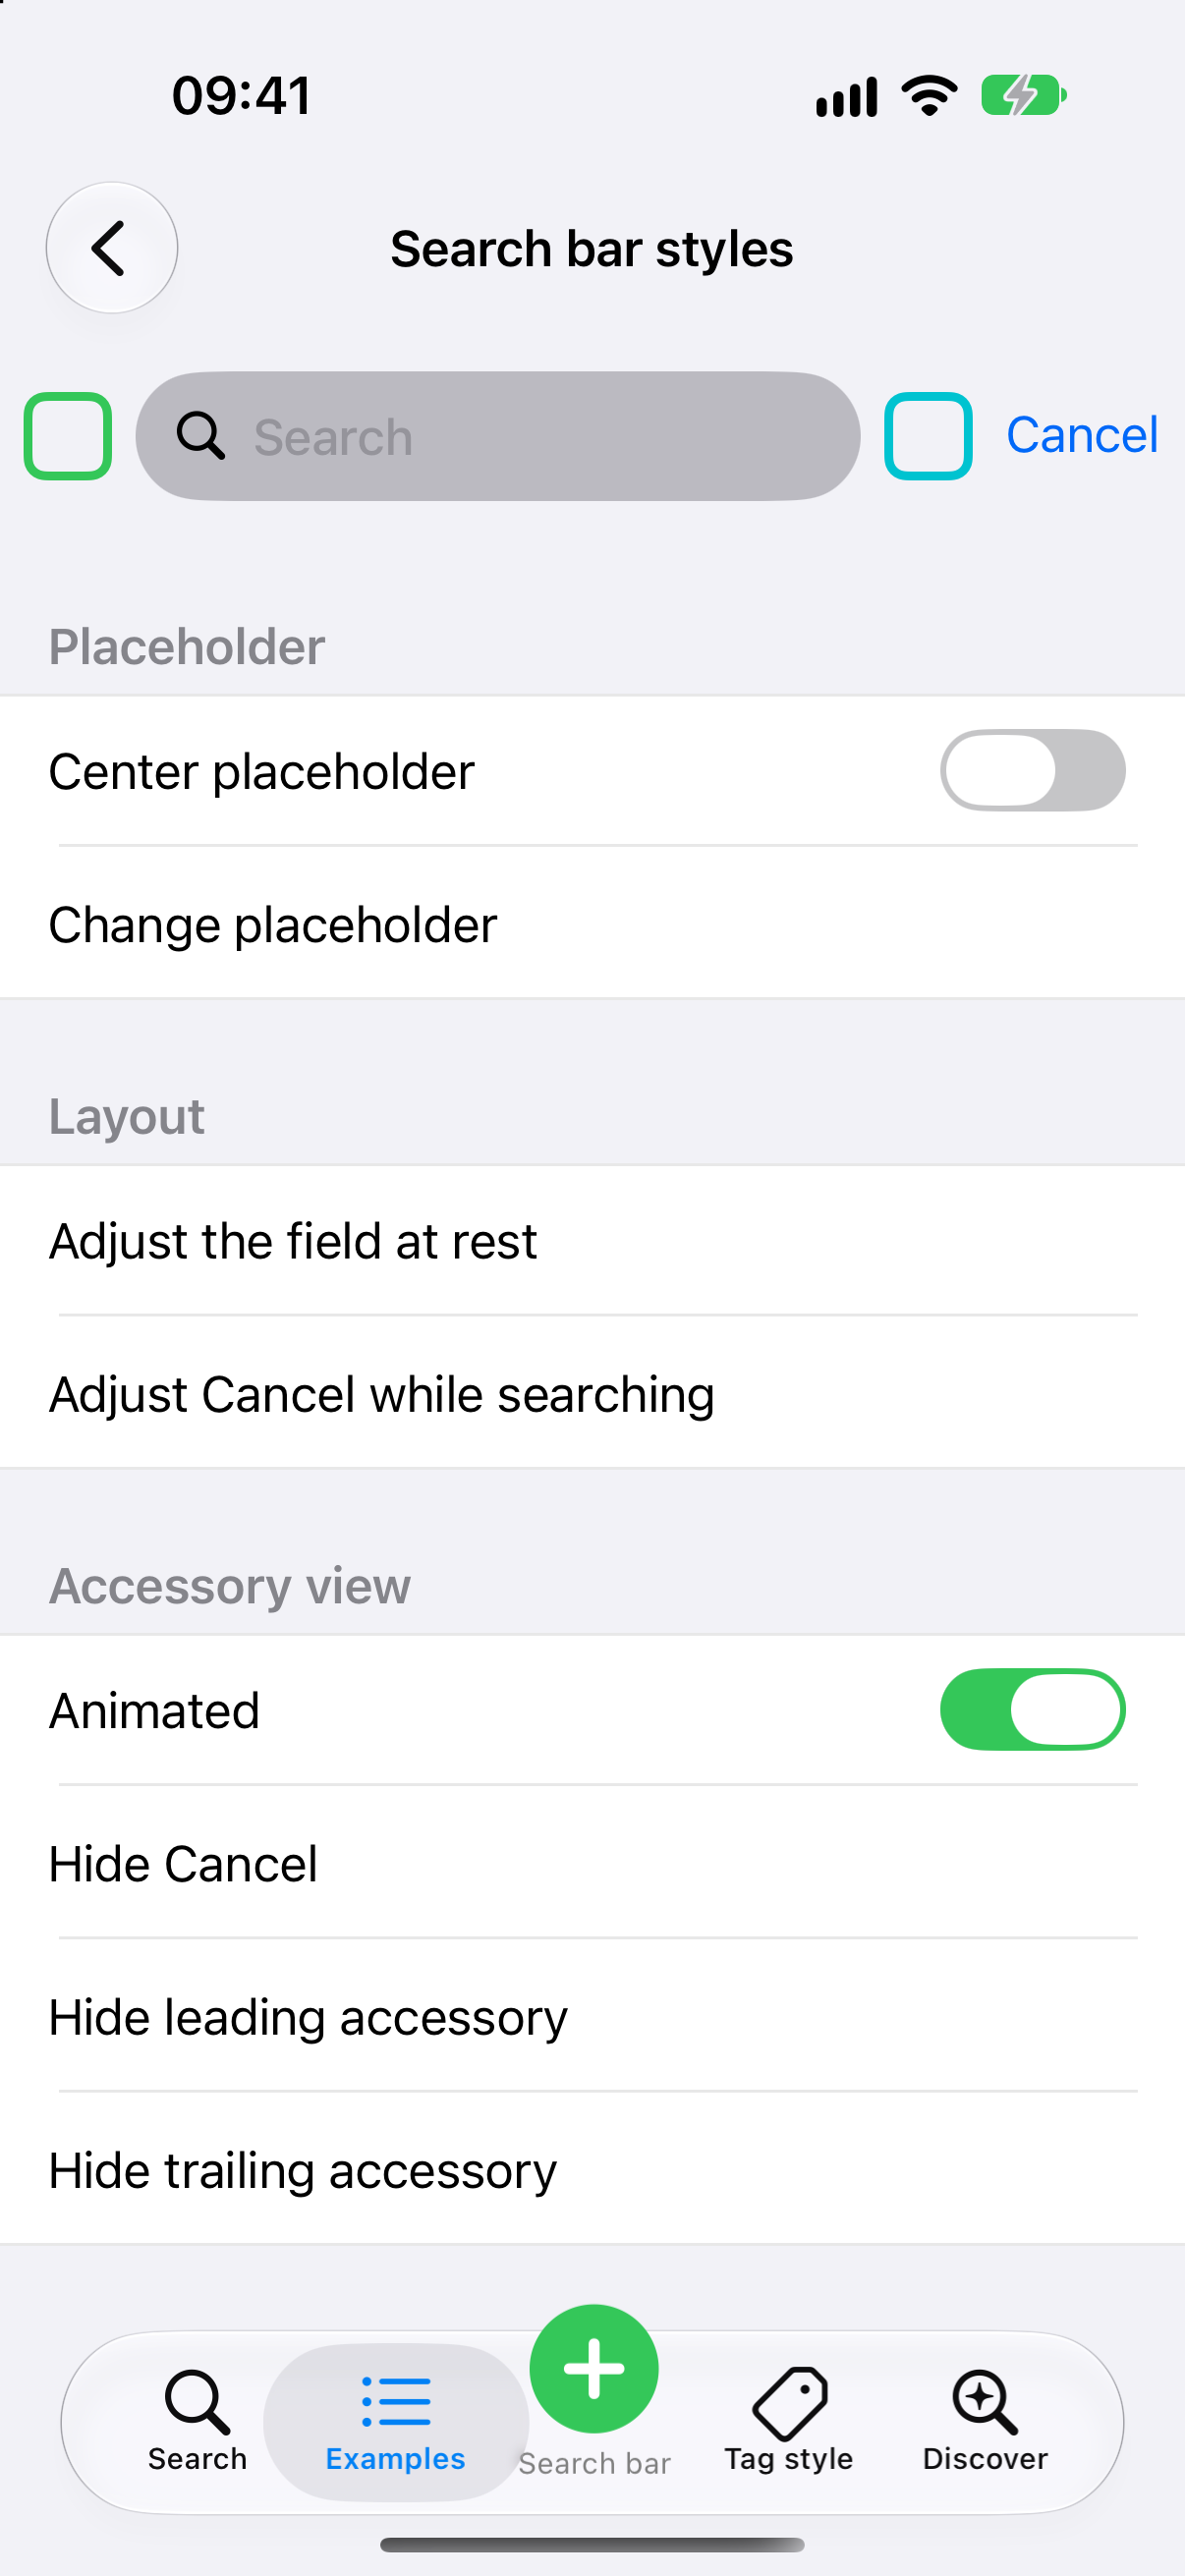 09:41
Search bar styles
Search
Cancel
Placeholder
Center placeholder
Change placeholder
Layout
Adjust the field at rest
Adjust Cancel while searching
Accessory view
Animated
Hide Cancel
Hide leading accessory
Hide trailing accessory
Search
Examples
Search bar
Tag style
Discover